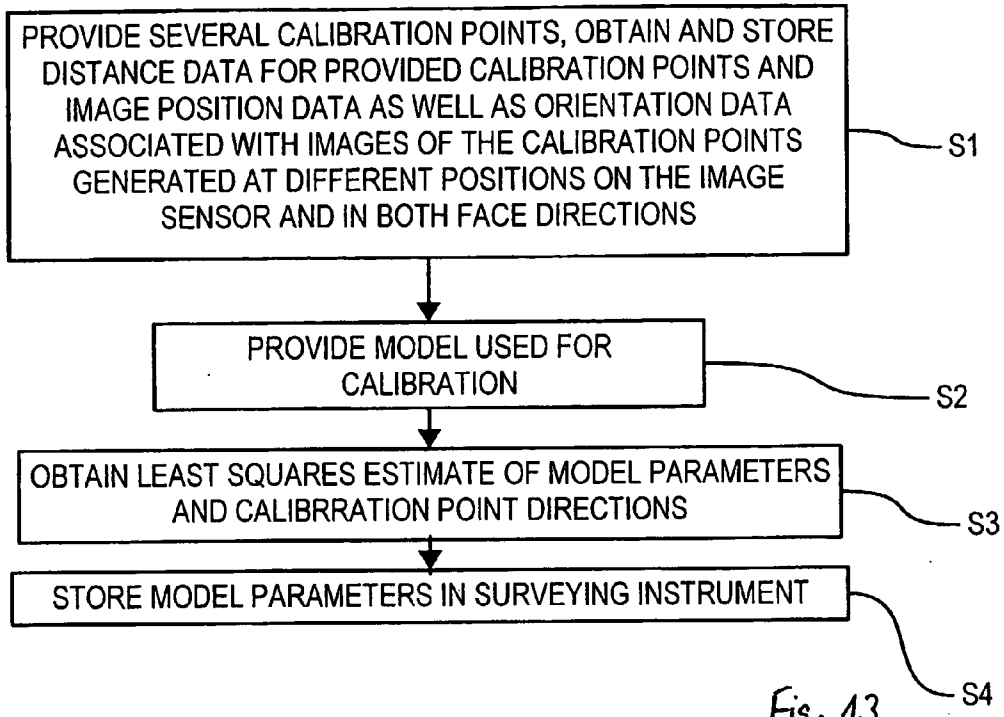 PROVIDE SEVERAL CALIBRATION POINTS, OBTAIN AND STORE
DISTANCE DATA FOR PROVIDED CALIBRATION POINTS AND
IMAGE POSITION DATA AS WELL AS ORIENTATION DATA
ASSOCIATED WITH IMAGES OF THE CALIBRATION POINTS
GENERATED AT DIFFERENT POSITIONS ON THE IMAGE
SENSOR AND IN BOTH FACE DIRECTIONS
S1
PROVIDE MODEL USED FOR
CALIBRATION
S2
OBTAIN LEAST SQUARES ESTIMATE OF MODEL PARAMETERS
AND CALIBRRATION POINT DIRECTIONS
S3
STORE MODEL PARAMETERS IN SURVEYING INSTRUMENT
S4
Fig. 13